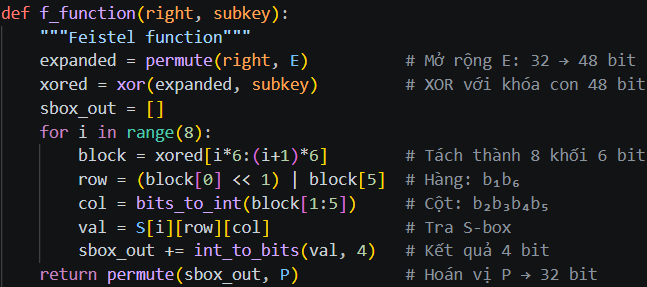 def f_function(right, subkey):
    """Feistel function"""
    expanded = permute(right, E)         # Mở rộng E: 32 → 48 bit
    xored = xor(expanded, subkey)        # XOR với khóa con 48 bit
    sbox_out = []
    for i in range(8):
        block = xored[i*6:(i+1)*6]       # Tách thành 8 khối 6 bit
        row = (block[0] << 1) | block[5] # Hàng: b₁b₆
        col = bits_to_int(block[1:5])    # Cột: b₂b₃b₄b₅
        val = S[i][row][col]             # Tra S-box
        sbox_out += int_to_bits(val, 4)  # Kết quả 4 bit
    return permute(sbox_out, P)          # Hoán vị P → 32 bit